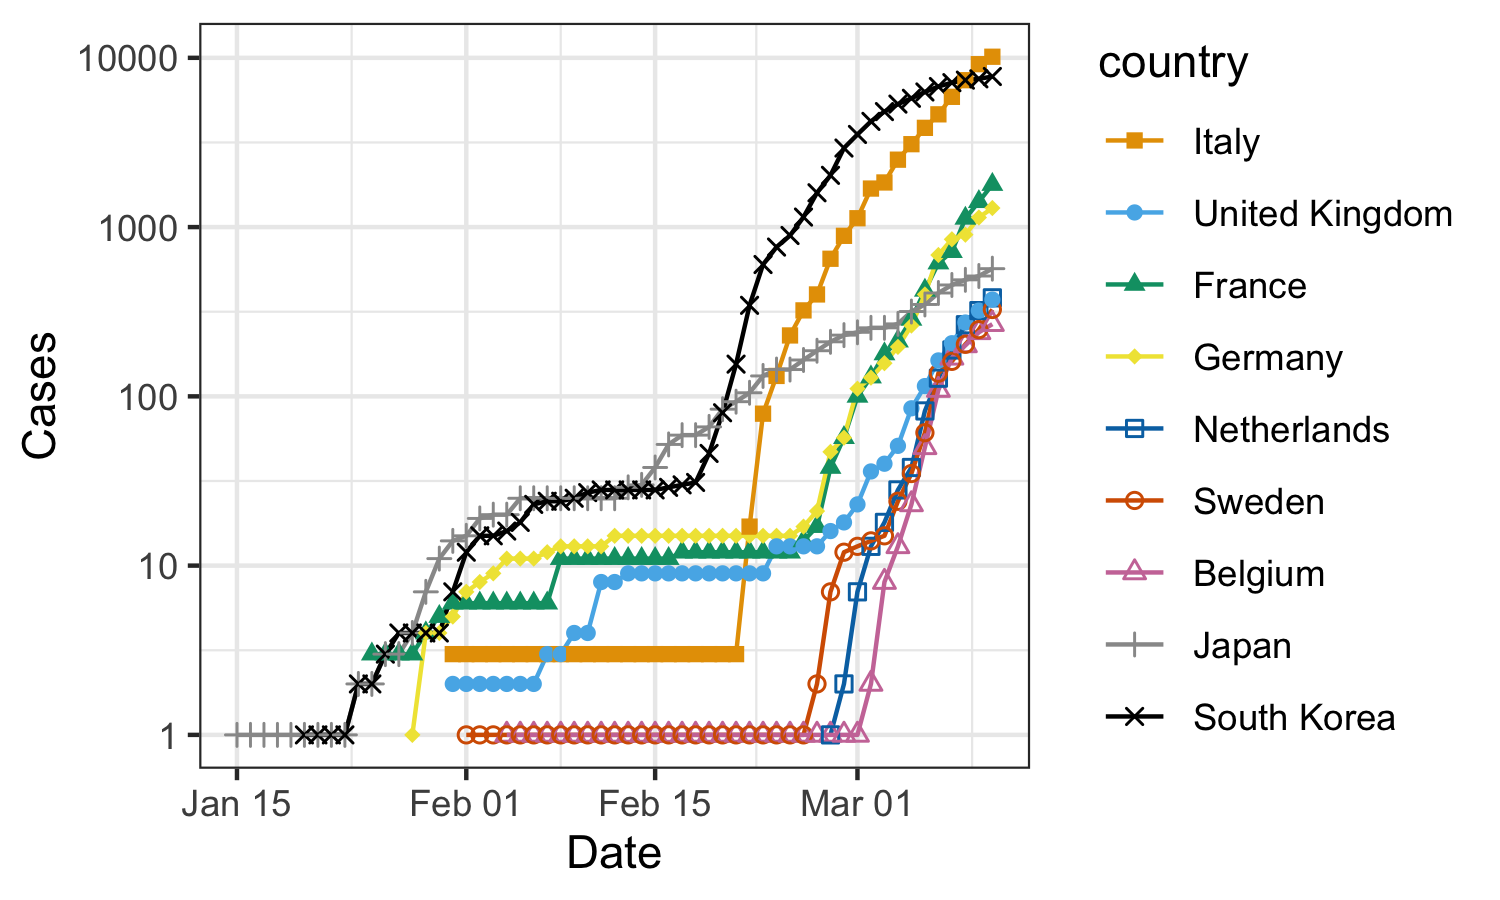 10000
1000
100
10
1
Cases
Jan 15
Feb 01
Feb 15
Mar 01
Date
country
Italy
United Kingdom
France
Germany
Netherlands
Sweden
Belgium
Japan
South Korea